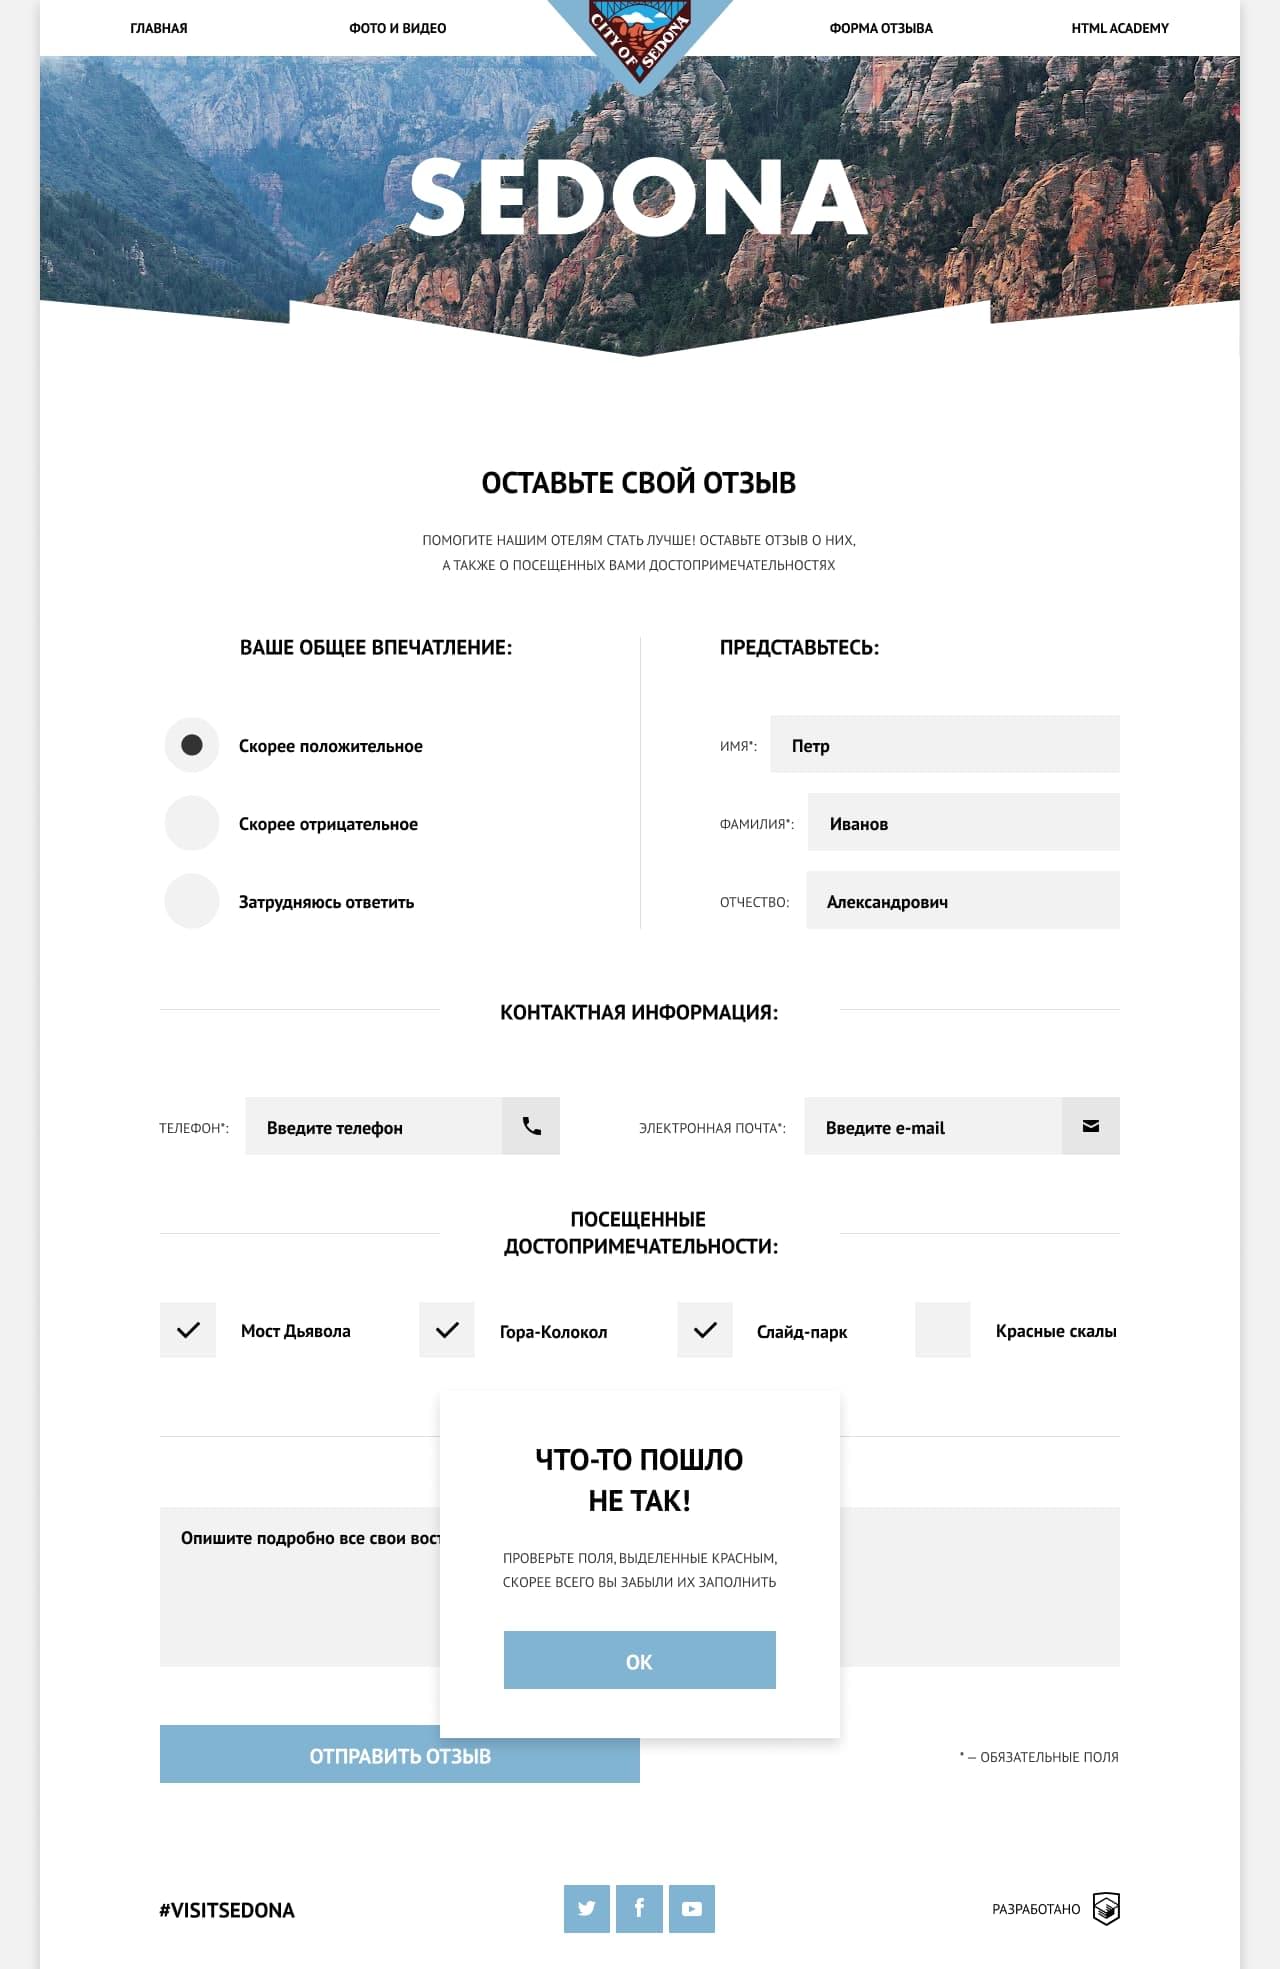 ГЛАВНАЯ
ФОТО И ВИДЕО
CITY OF SEDONA
ФОРМА ОТЗЫВА
HTML ACADEMY
SEDONA
ОСТАВЬТЕ СВОЙ ОТЗЫВ
ПОМОГИТЕ НАШИМ ОТЕЛЯМ СТАТЬ ЛУЧШЕ! ОСТАВЬТЕ ОТЗЫВ О НИХ,
А ТАКЖЕ О ПОСЕЩЕННЫХ ВАМИ ДОСТОПРИМЕЧАТЕЛЬНОСТЯХ
ВАШЕ ОБЩЕЕ ВПЕЧАТЛЕНИЕ:
Скорее положительное
Скорее отрицательное
Затрудняюсь ответить
ПРЕДСТАВЬТЕСЬ:
ИМЯ*: Петр
ФАМИЛИЯ*: Иванов
ОТЧЕСТВО: Александрович
КОНТАКТНАЯ ИНФОРМАЦИЯ:
ТЕЛЕФОН*: Введите телефон
ЭЛЕКТРОННАЯ ПОЧТА*: Введите e-mail
ПОСЕЩЕННЫЕ
ДОСТОПРИМЕЧАТЕЛЬНОСТИ:
Мост Дьявола
Гора-Колокол
Слайд-парк
Красные скалы
ЧТО-ТО ПОШЛО
НЕ ТАК!
ПРОВЕРЬТЕ ПОЛЯ, ВЫДЕЛЕННЫЕ КРАСНЫМ,
СКОРЕЕ ВСЕГО ВЫ ЗАБЫЛИ ИХ ЗАПОЛНИТЬ
ОК
Опишите подробно все свои
ОТПРАВИТЬ ОТЗЫВ
* — ОБЯЗАТЕЛЬНЫЕ ПОЛЯ
#VISITSEDONA
РАЗРАБОТАНО